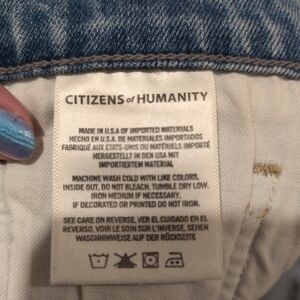 CITIZENS of HUMANITY
MADE IN U.S.A OF IMPORTED MATERIALS
HECHO EN U.S.A. DE MATERIALES IMPORTADOS
FABRIQUÉ AUX ETATS-UNIS DU MATÉRIELS IMPORTÉ
HERGESTELLT IN DEN USA MIT
IMPORTIERTEM MATERIAL
MACHINE WASH COLD WITH LIKE COLORS,
INSIDE OUT, DO NOT BLEACH, TUMBLE DRY LOW.
IRON MEDIUM IF NECESSARY.
IF DECORATED OR PRINTED DO NOT IRON.
SEE CARE ON REVERSE, VER EL CUIDADO EN EL
REVERSO, VOIR LE SOIN SUR L'INVERSE, SEHEN
WASCHHINWEISE AUF DER RÜCKSEITE